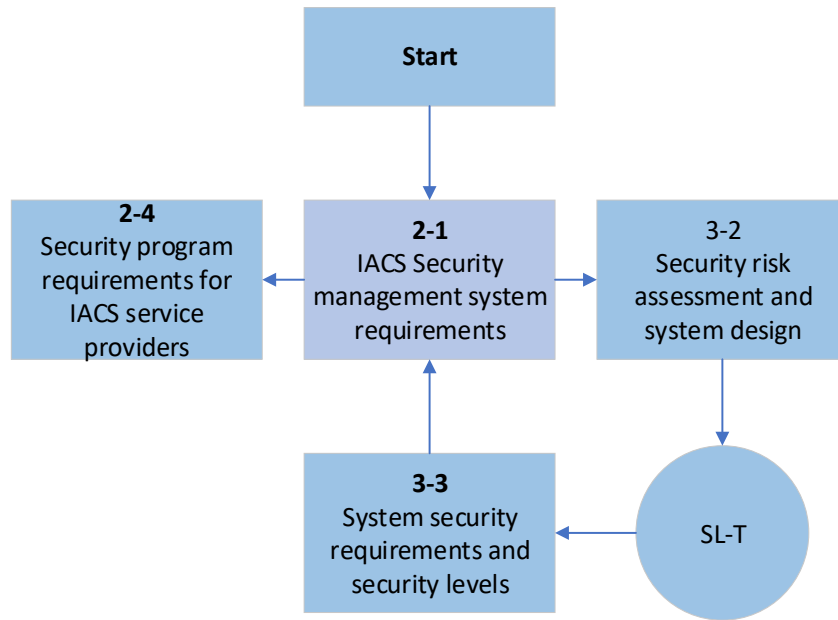 Start
2-4
Security program
requirements for
IACS service
providers
2-1
IACS Security
management system
requirements
3-2
Security risk
assessment and
system design
3-3
System security
requirements and
security levels
SL-T